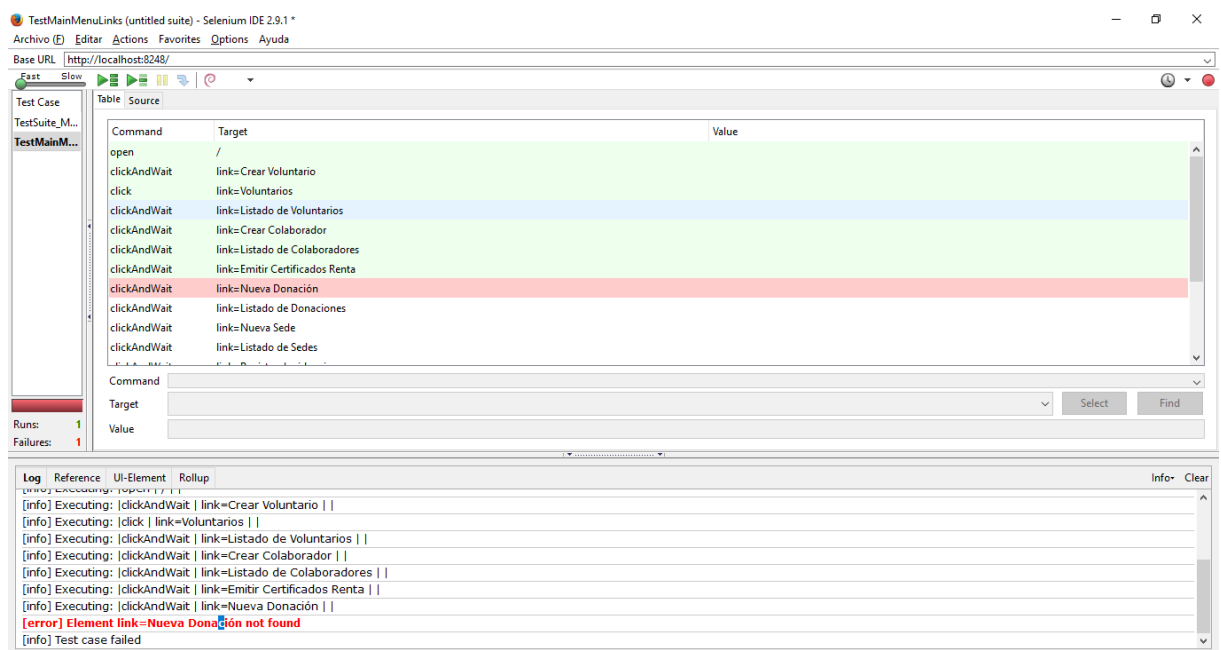 TestMainMenuLinks (untitled suite) - Selenium IDE 2.9.1 *
Archivo (F) Editar Actions Favorites Options Ayuda
Base URL http://localhost:8248/
Fast Slow
Test Case
TestSuite_M...
TestMainM...
Table Source
Command Target Value
open /
clickAndWait link=Crear Voluntario
click link=Voluntarios
clickAndWait link=Listado de Voluntarios
clickAndWait link=Crear Colaborador
clickAndWait link=Listado de Colaboradores
clickAndWait link=Emitir Certificados Renta
clickAndWait link=Nueva Donación
clickAndWait link=Listado de Donaciones
clickAndWait link=Nueva Sede
clickAndWait link=Listado de Sedes
Command
Target Select Find
Value
Runs: 1
Failures: 1
Log Reference UI-Element Rollup Info Clear
[info] Executing: |open | / | |
[info] Executing: |clickAndWait | link=Crear Voluntario | |
[info] Executing: |click | link=Voluntarios | |
[info] Executing: |clickAndWait | link=Listado de Voluntarios | |
[info] Executing: |clickAndWait | link=Crear Colaborador | |
[info] Executing: |clickAndWait | link=Listado de Colaboradores | |
[info] Executing: |clickAndWait | link=Emitir Certificados Renta | |
[info] Executing: |clickAndWait | link=Nueva Donación | |
[error] Element link=Nueva Donación not found
[info] Test case failed